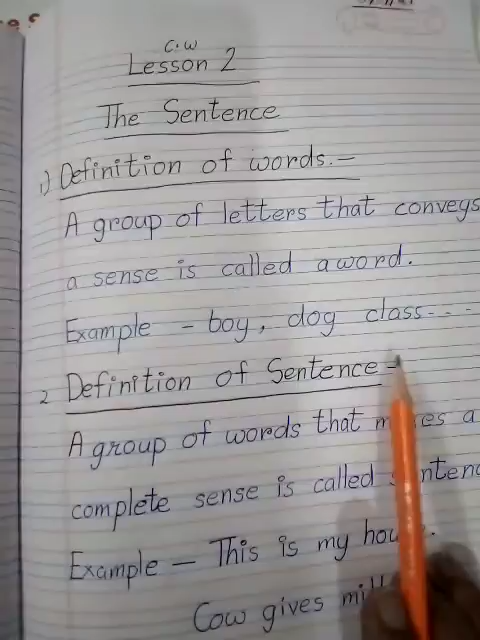 C.W
Lesson 2
The Sentence
1) Definition of words.-
A group of letters that conveys
a sense is called a word.
Example - boy, dog class...
2 Definition of Sentence -
A group of words that a
complete sense is called
Example - This is my
Cow gives